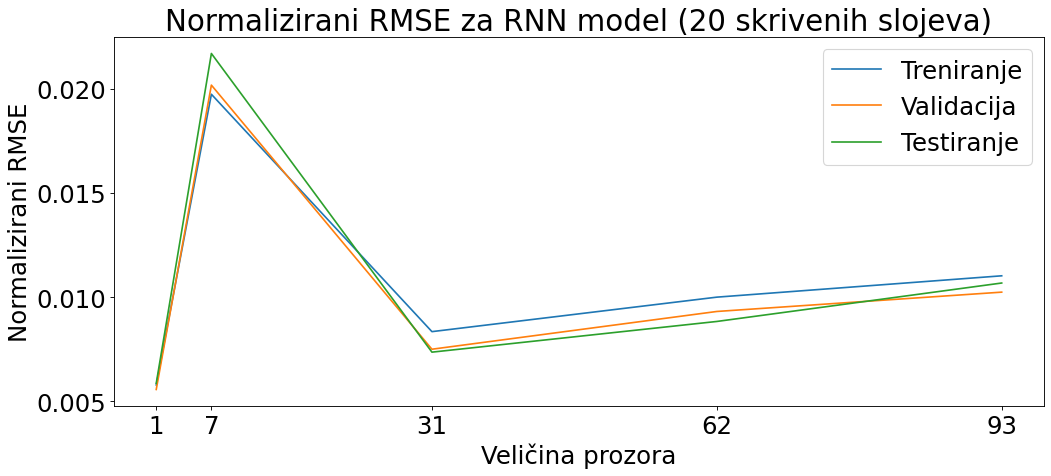 Normalizirani RMSE za RNN model (20 skrivenih slojeva)
Normalizirani RMSE
0.020
0.015
0.010
0.005
Treniranje
Validacija
Testiranje
1 7 31 62 93
Veličina prozora